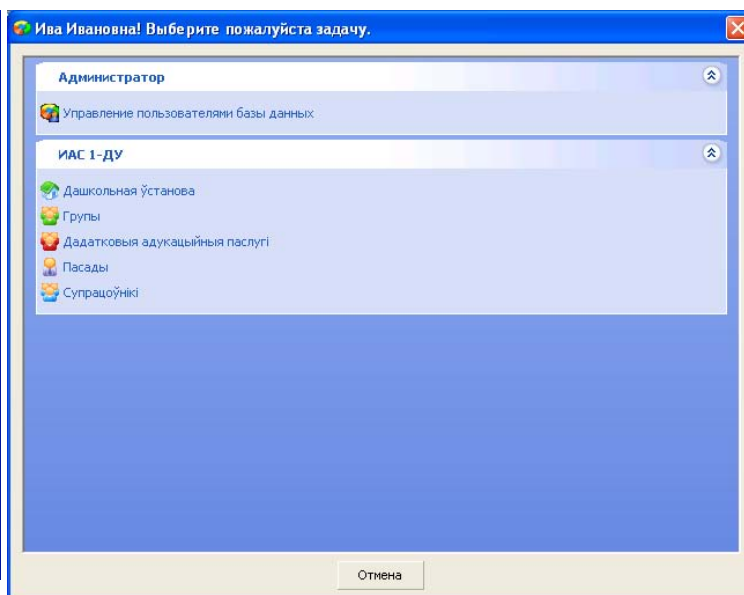 Ива Ивановна! Выберите пожалуйста задачу.
Администратор
Управление пользователями базы данных
ИАС 1-ДУ
Дашкольная ўстанова
Групы
Дадатковыя адукацыйныя паслугі
Пасады
Супрацоўнікі
Отмена